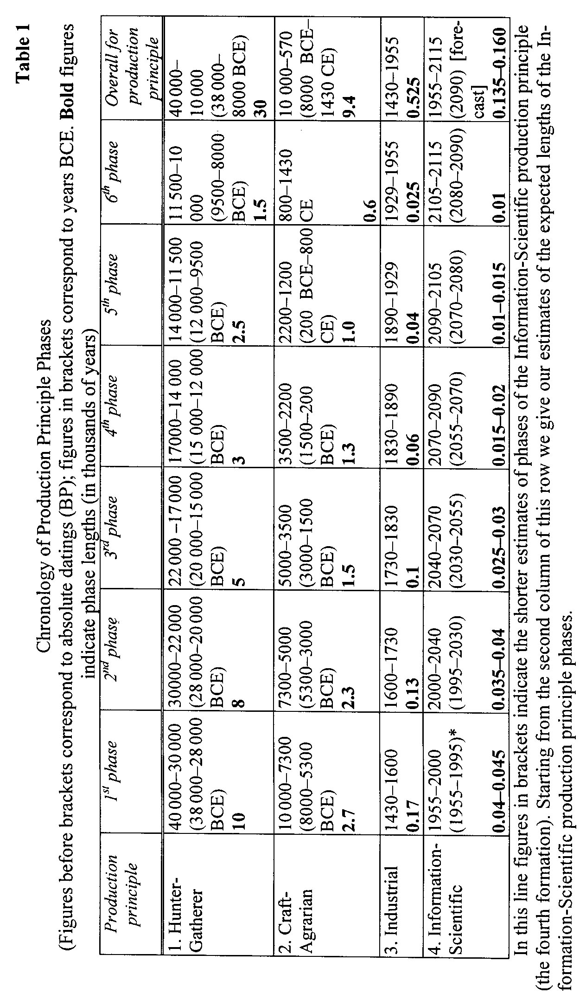 Table 1
Chronology of Production Principle Phases
(Figures before brackets correspond to absolute datings (BP); figures in brackets correspond to years BCE. Bold figures
indicate phase lengths (in thousands of years)
Production principle | 1st phase | 2nd phase | 3rd phase | 4th phase | 5th phase | 6th phase | Overall for production principle
1. Hunter-Gatherer | 40 000–30 000 (38 000–28 000 BCE) 10 | 30000–22 000 (28 000–20 000 BCE) 8 | 22 000 –17 000 (20 000–15 000 BCE) 5 | 17000–14 000 (15 000–12 000 BCE) 3 | 14 000–11 500 (12 000–9500 BCE) 2.5 | 11 500–10 000 (9500–8000 BCE) 1.5 | 40 000–10 000 (38 000–8000 BCE) 30
2. Craft-Agrarian | 10 000–7300 (8000–5300 BCE) 2.7 | 7300–5000 (5300–3000 BCE) 2.3 | 5000–3500 (3000–1500 BCE) 1.5 | 3500–2200 (1500–200 BCE) 1.3 | 2200–1200 (200 BCE–800 CE) 1.0 | 800–1430 CE 0.6 | 10 000–570 (8000 BCE–1430 CE) 9.4
3. Industrial | 1430–1600 0.17 | 1600–1730 0.13 | 1730–1830 0.1 | 1830–1890 0.06 | 1890–1929 0.04 | 1929–1955 0.025 | 1430–1955 0.525
4. Information-Scientific | 1955–2000 (1955–1995)* 0.04–0.045 | 2000–2040 (1995–2030) 0.035–0.04 | 2040–2070 (2030–2055) 0.025–0.03 | 2070–2090 (2055–2070) 0.015–0.02 | 2090–2105 (2070–2080) 0.01–0.015 | 2105–2115 (2080–2090) 0.01 | 1955–2115 (2090) [fore-cast] 0.135–0.160
In this line figures in brackets indicate the shorter estimates of phases of the Information-Scientific production principle
(the fourth formation). Starting from the second column of this row we give our estimates of the expected lengths of the In-
formation-Scientific production principle phases.